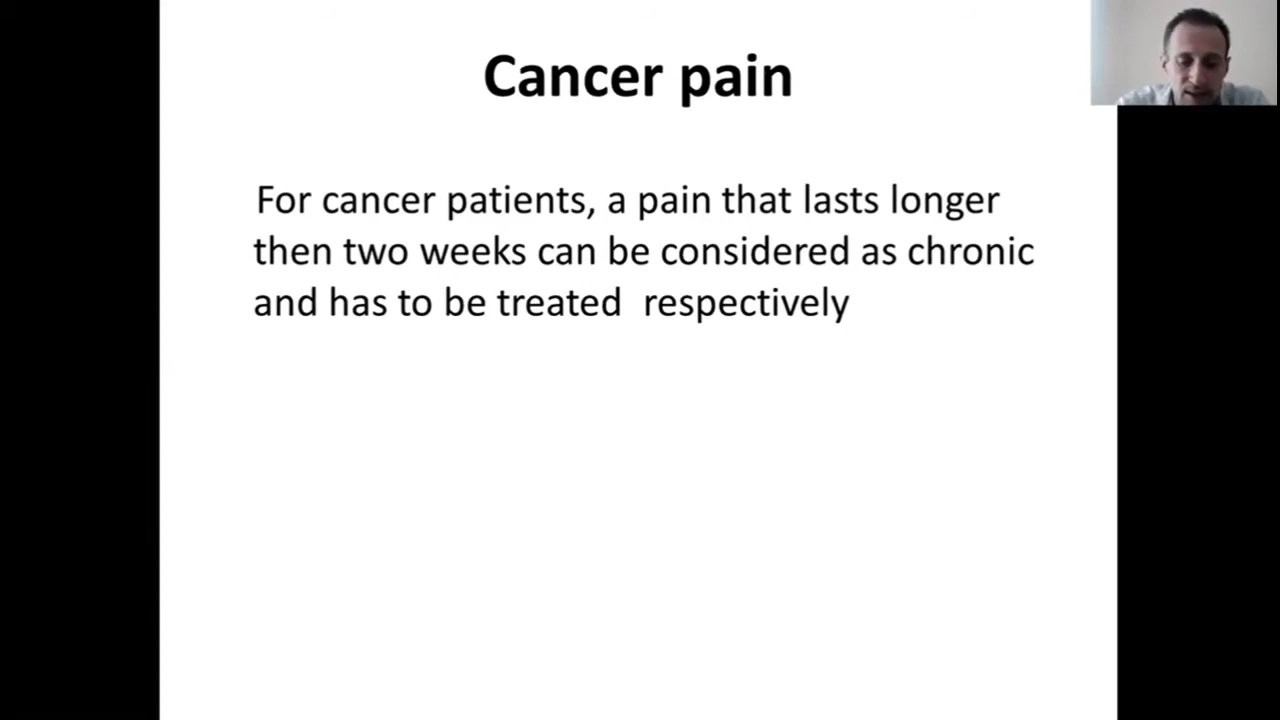 Cancer pain
For cancer patients, a pain that lasts longer
then two weeks can be considered as chronic
and has to be treated  respectively